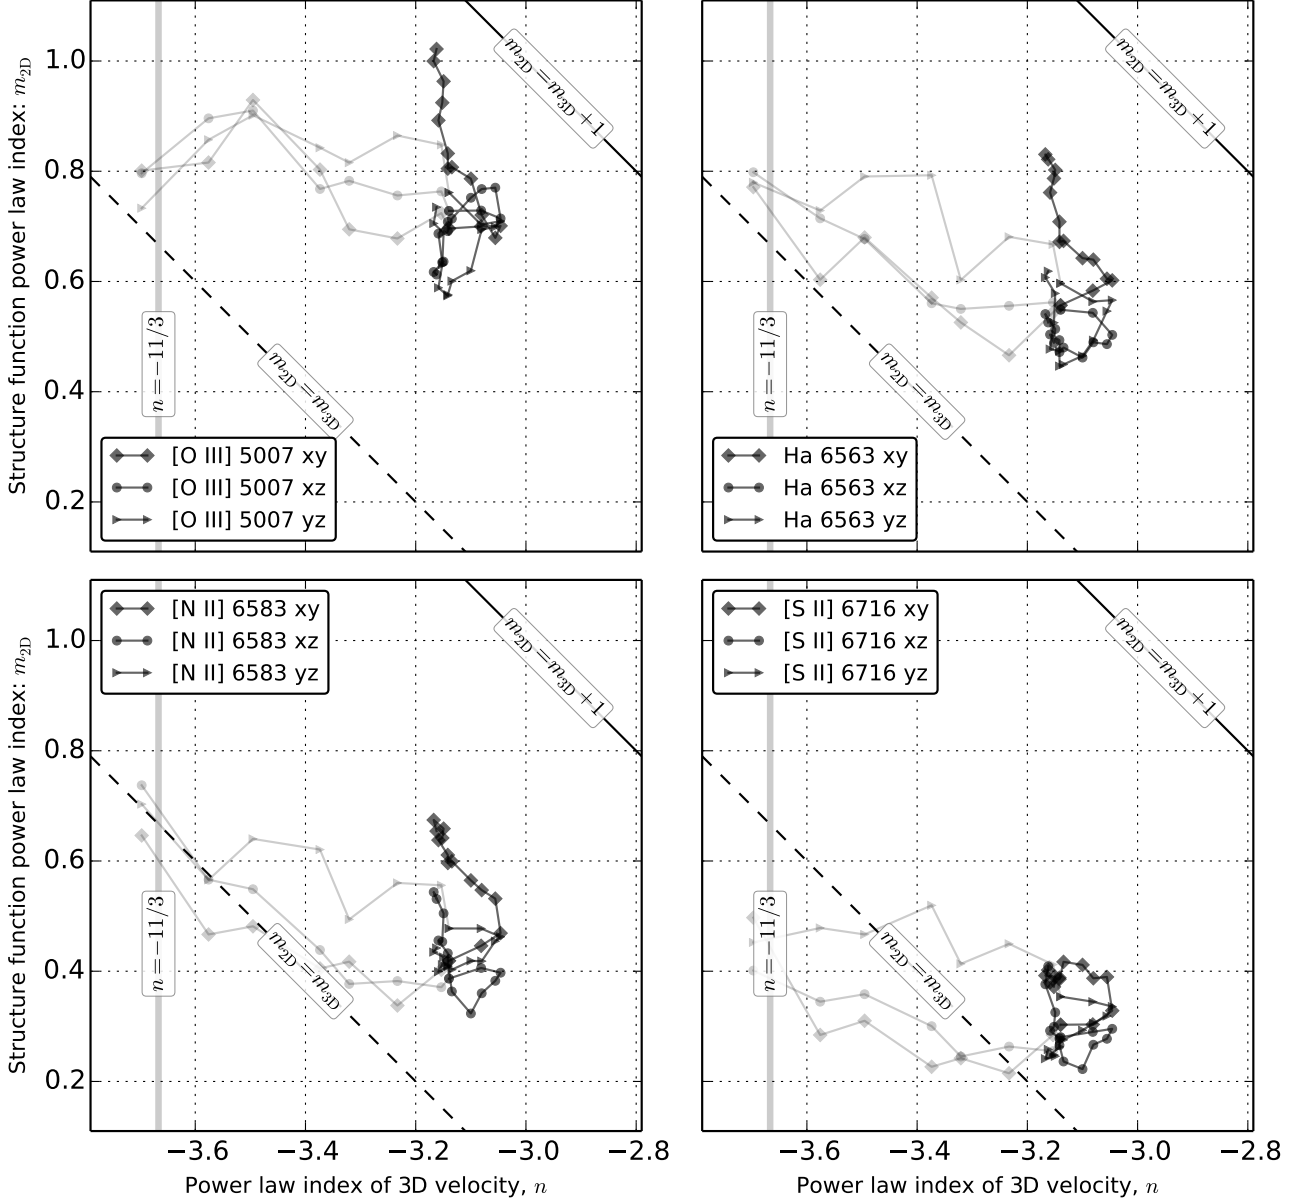 Structure function power law index: m2D
1.0
0.8
0.6
0.4
0.2
m2D = m3D + 1
n = −11/3
m2D = m3D
[O III] 5007 xy
[O III] 5007 xz
[O III] 5007 yz
m2D = m3D + 1
n = −11/3
m2D = m3D
Ha 6563 xy
Ha 6563 xz
Ha 6563 yz
Structure function power law index: m2D
1.0
0.8
0.6
0.4
0.2
[N II] 6583 xy
[N II] 6583 xz
[N II] 6583 yz
m2D = m3D + 1
n = −11/3
m2D = m3D
−3.6 −3.4 −3.2 −3.0 −2.8
Power law index of 3D velocity, n
[S II] 6716 xy
[S II] 6716 xz
[S II] 6716 yz
m2D = m3D + 1
n = −11/3
m2D = m3D
−3.6 −3.4 −3.2 −3.0 −2.8
Power law index of 3D velocity, n